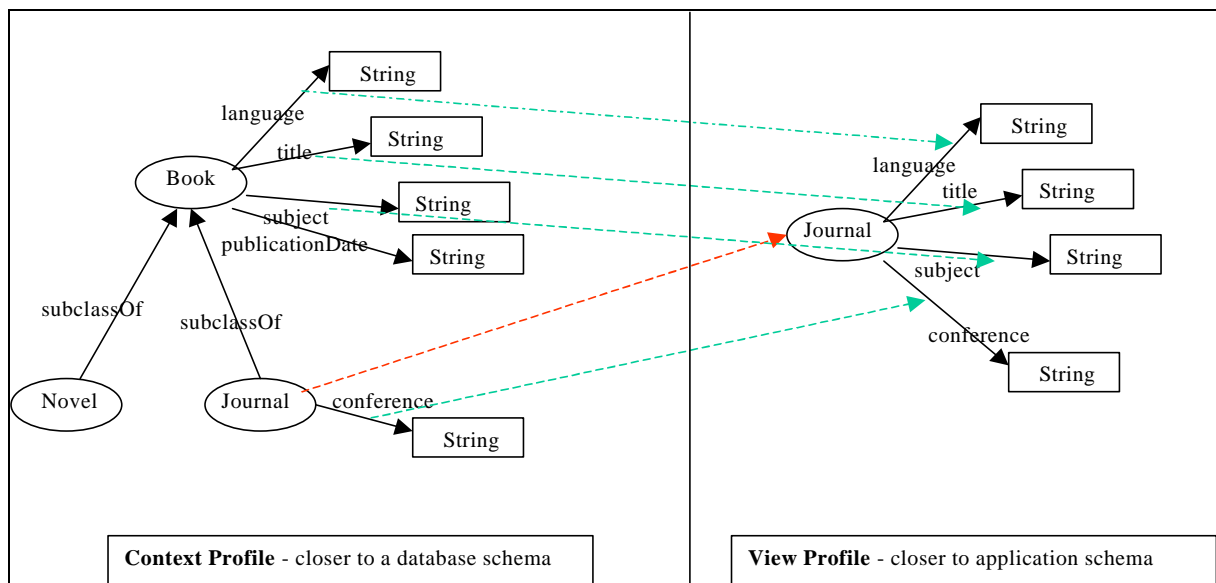 String
language
String
title
Book
String
subject
publicationDate
String
subclassOf
subclassOf
Novel
Journal
conference
String
Context Profile - closer to a database schema
String
language
String
title
Journal
String
subject
conference
String
View Profile - closer to application schema